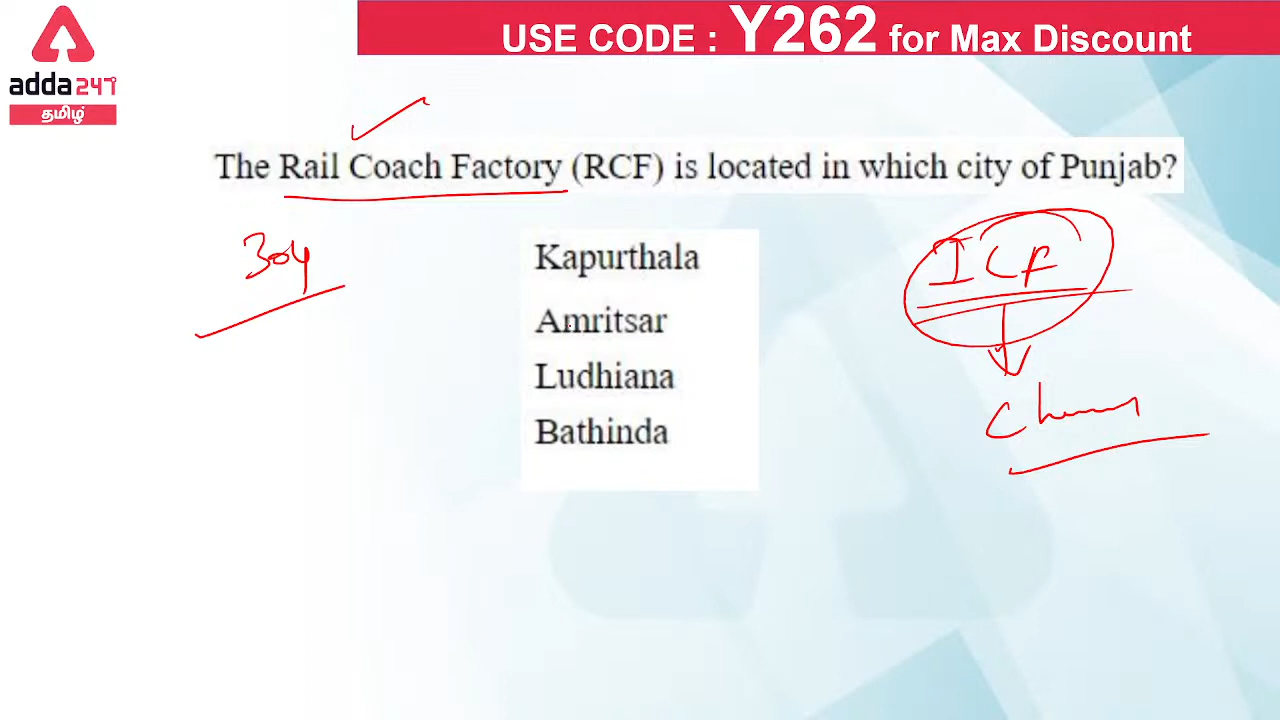 USE CODE : Y262 for Max Discount
adda247
தமிழ்
The Rail Coach Factory (RCF) is located in which city of Punjab?
304
Kapurthala
ICF
Amritsar
Ludhiana
Bathinda